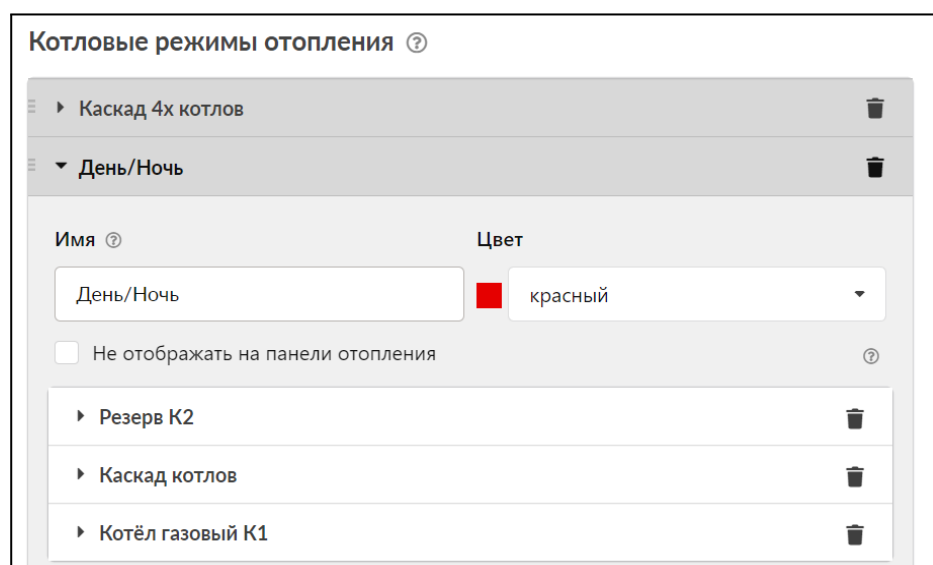 Котловые режимы отопления ?
Каскад 4х котлов
День/Ночь
Имя ? Цвет
День/Ночь красный
Не отображать на панели отопления ?
Резерв К2
Каскад котлов
Котёл газовый К1